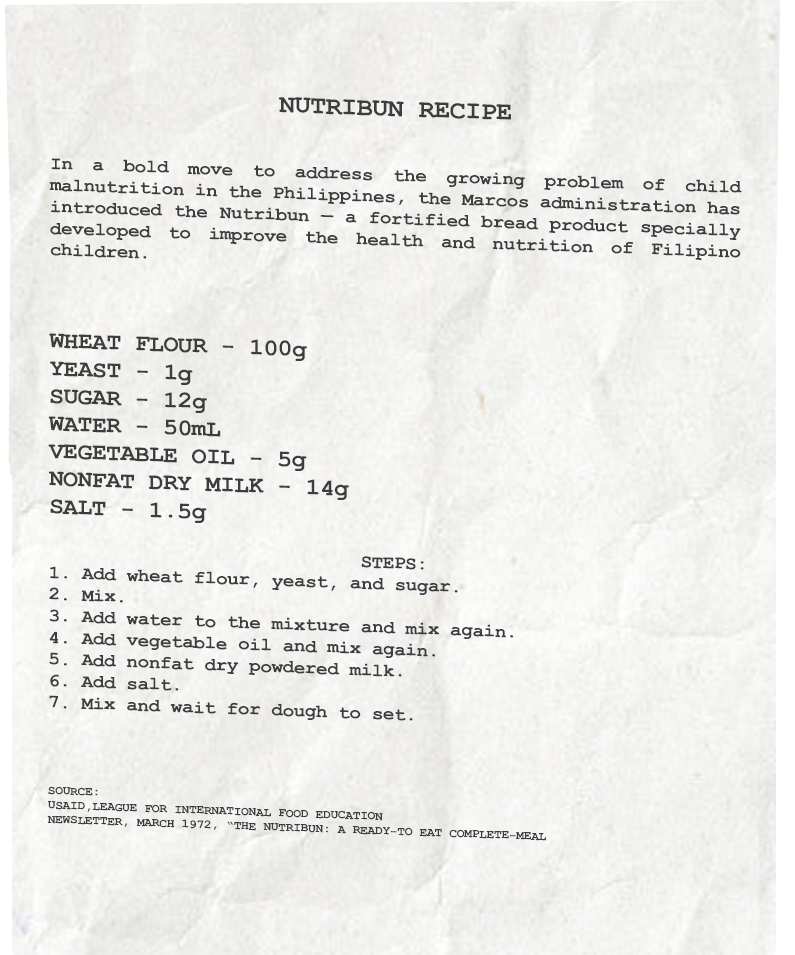 NUTRIBUN RECIPE
In a bold move to address the growing problem of child
malnutrition in the Philippines, the Marcos administration has
introduced the Nutribun — a fortified bread product specially
developed to improve the health and nutrition of Filipino
children.
WHEAT FLOUR - 100g
YEAST - 1g
SUGAR - 12g
WATER - 50mL
VEGETABLE OIL - 5g
NONFAT DRY MILK - 14g
SALT - 1.5g
STEPS:
1. Add wheat flour, yeast, and sugar.
2. Mix.
3. Add water to the mixture and mix again.
4. Add vegetable oil and mix again.
5. Add nonfat dry powdered milk.
6. Add salt.
7. Mix and wait for dough to set.
SOURCE:
USAID,LEAGUE FOR INTERNATIONAL FOOD EDUCATION
NEWSLETTER, MARCH 1972, “THE NUTRIBUN: A READY-TO EAT COMPLETE-MEAL